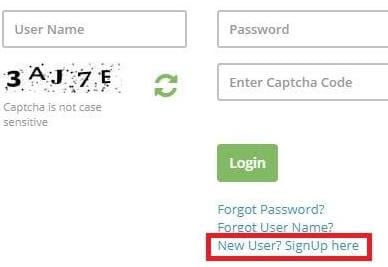 User Name
Password
3AJ7E
Enter Captcha Code
Captcha is not case
sensitive
Login
Forgot Password?
Forgot User Name?
New User? SignUp here